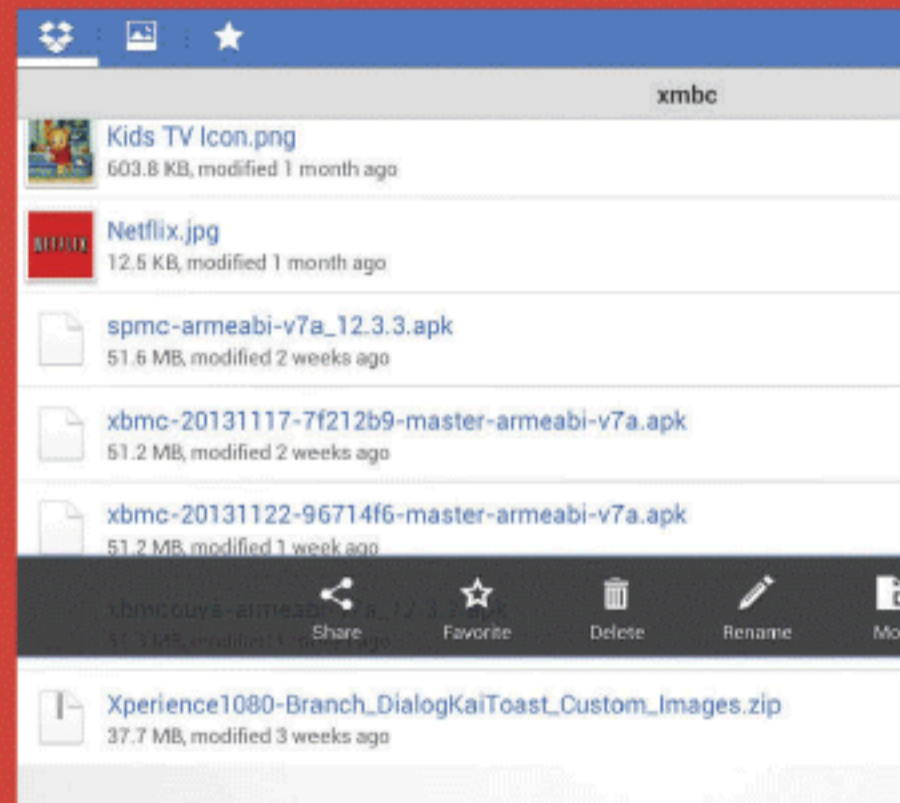 xmbc
Kids TV Icon.png
603.8 KB, modified 1 month ago
NETFLIX
Netflix.jpg
12.5 KB, modified 1 month ago
spmc-armeabi-v7a_12.3.3.apk
51.6 MB, modified 2 weeks ago
xbmc-20131117-7f212b9-master-armeabi-v7a.apk
51.2 MB, modified 2 weeks ago
xbmc-20131122-96714f6-master-armeabi-v7a.apk
51.2 MB, modified 1 week ago
Share Favorite Delete Rename
Xperience1080-Branch_DialogKaiToast_Custom_Images.zip
37.7 MB, modified 3 weeks ago